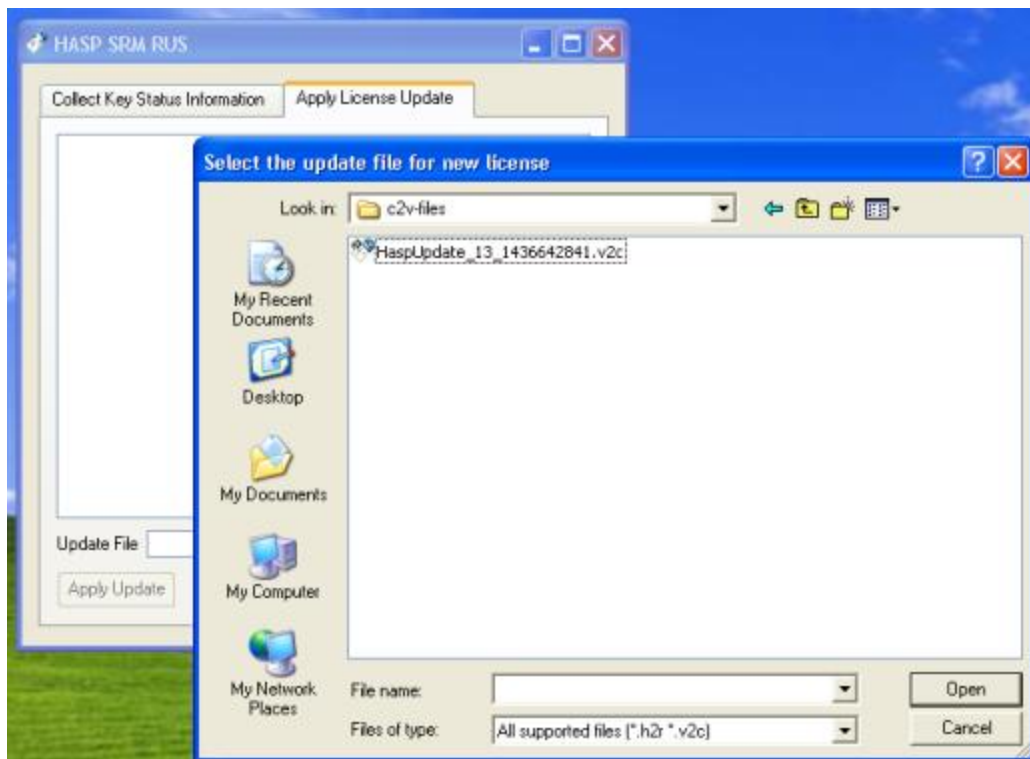 HASP SRM RUS
Collect Key Status Information
Apply License Update
Select the update file for new license
Look in:
c2v-files
HaspUpdate_13_1436642841.v2c
My Recent
Documents
Desktop
My Documents
My Computer
My Network
Places
Update File
Apply Update
File name:
Open
Files of type:
All supported files (*.h2r *.v2c)
Cancel